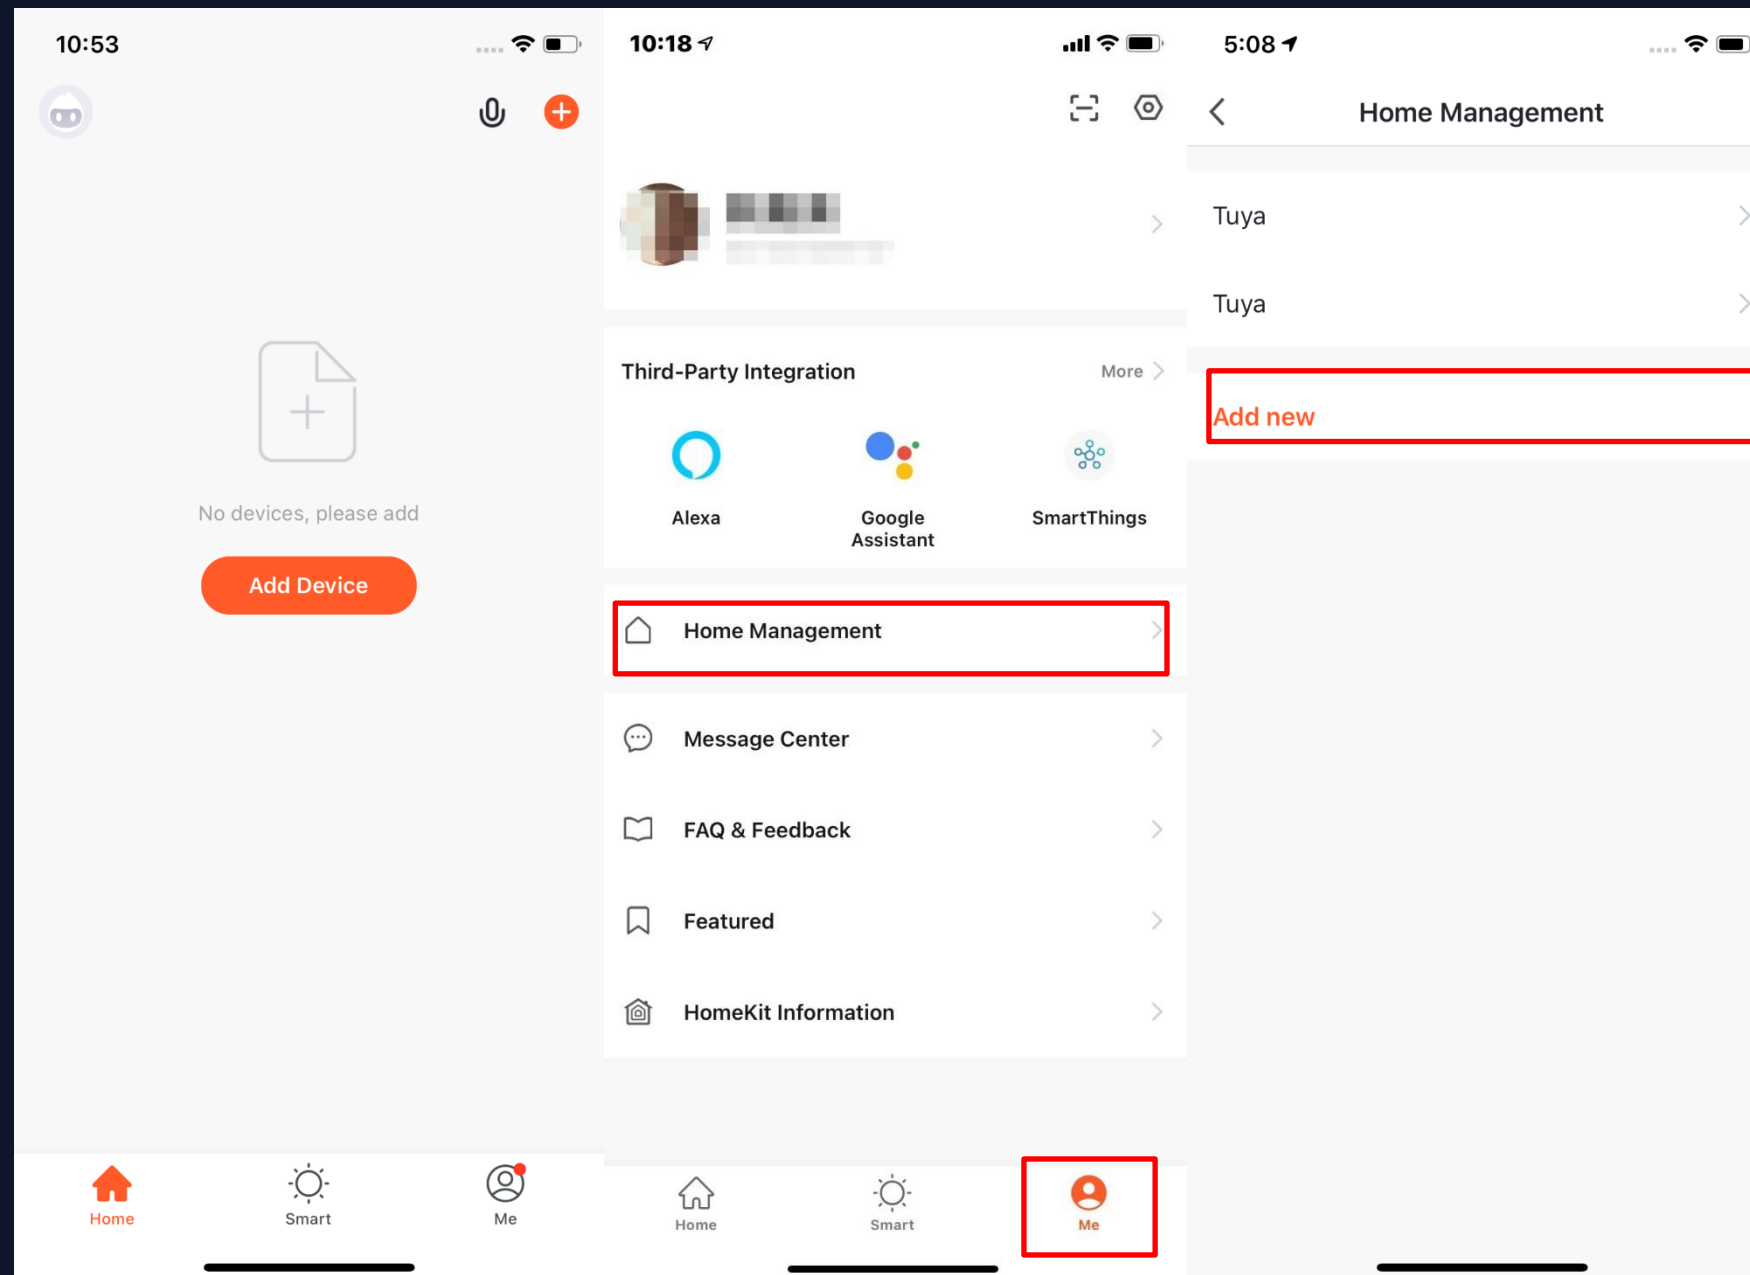 10:53
No devices, please add
Add Device
Home
Smart
Me
10:18
Third-Party Integration
More
Alexa
Google
Assistant
SmartThings
Home Management
Message Center
FAQ & Feedback
Featured
HomeKit Information
Home
Smart
Me
5:08
Home Management
Tuya
Tuya
Add new